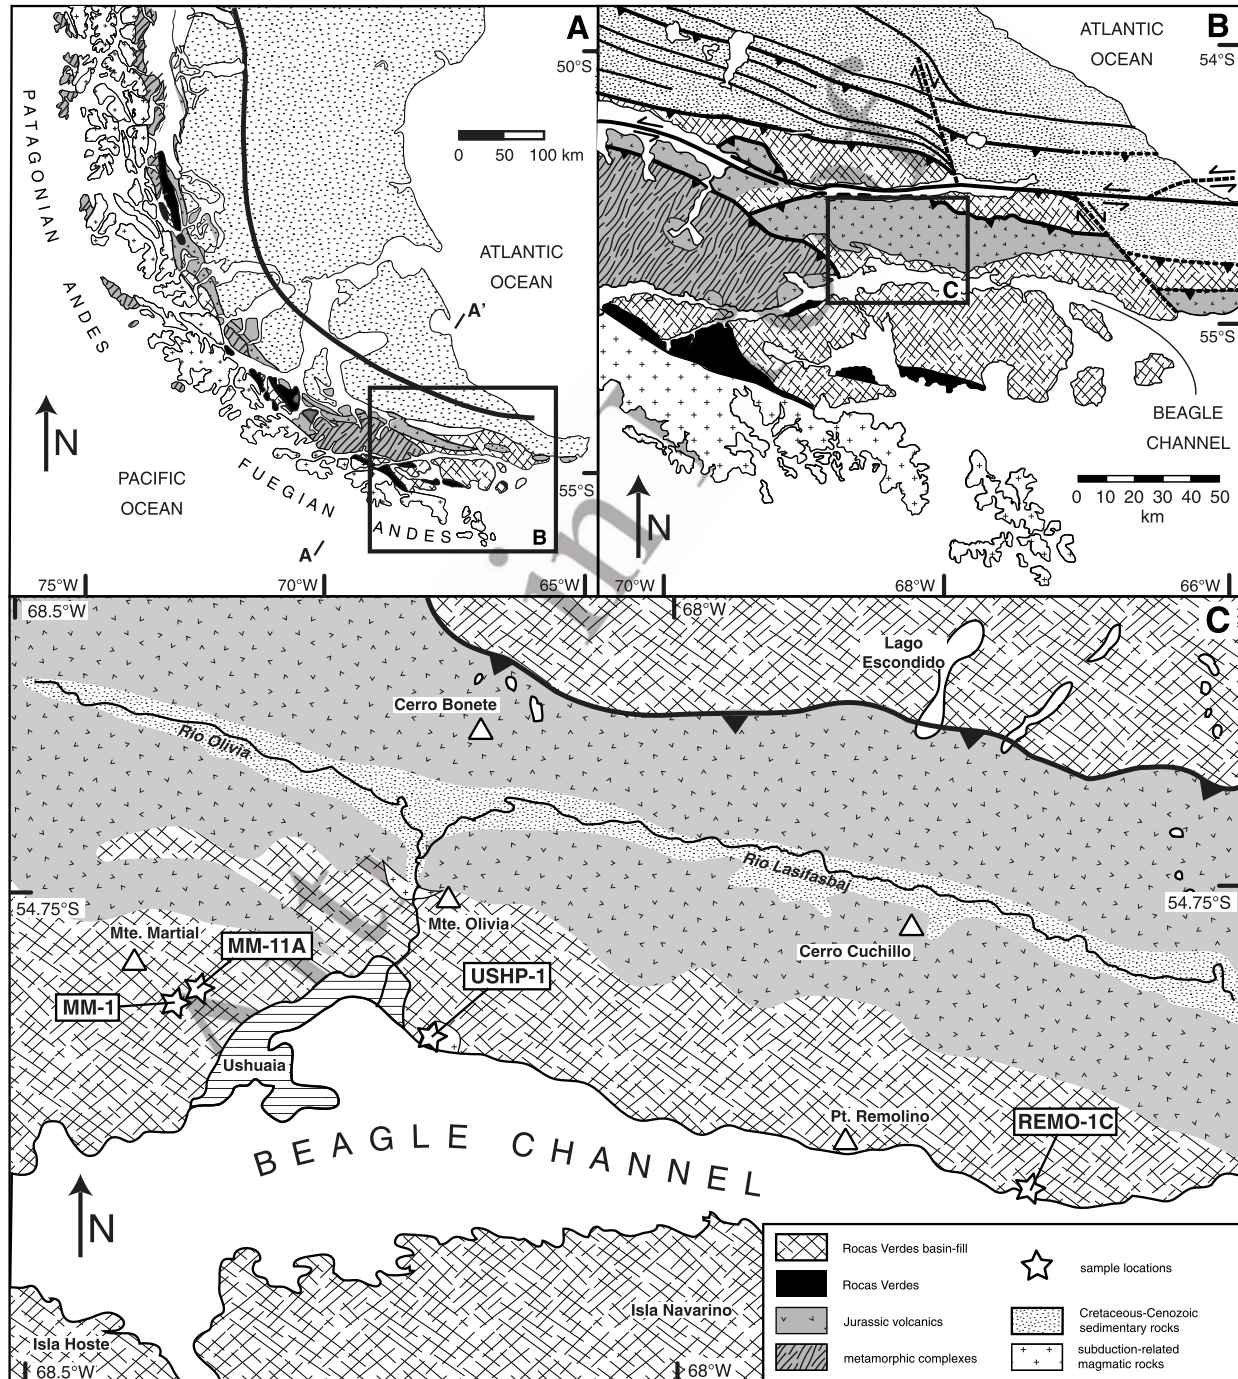 A
50°S
PATAGONIAN
ANDES
0 50 100 km
ATLANTIC
OCEAN
A'
N
PACIFIC
OCEAN
FUEGIAN
ANDES
A
B
55°S
75°W
70°W
65°W
B
ATLANTIC
OCEAN
54°S
C
55°S
BEAGLE
CHANNEL
N
0 10 20 30 40 50
km
70°W
68°W
66°W
68.5°W
68°W
C
Lago
Escondido
Cerro Bonete
Rio Olivia
Rio Lasifasbaj
54.75°S
54.75°S
Mte. Martial
MM-11A
Mte. Olivia
Cerro Cuchillo
MM-1
USHP-1
Ushuaia
Pt. Remolino
REMO-1C
BEAGLE CHANNEL
N
Isla Navarino
Isla Hoste
68.5°W
68°W
Rocas Verdes basin-fill
Rocas Verdes
Jurassic volcanics
metamorphic complexes
sample locations
Cretaceous-Cenozoic
sedimentary rocks
subduction-related
magmatic rocks